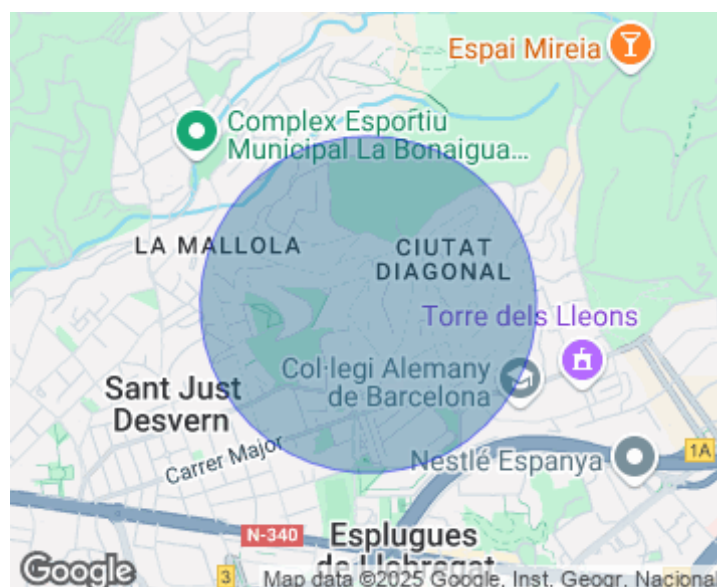 Espai Mireia
Complex Esportiu
Municipal La Bonaigua...
LA MALLOLA
CIUTAT
DIAGONAL
Torre dels Lleons
Col·legi Alemany
de Barcelona
Sant Just
Desvern
Carrer Major
Nestlé Espanya
1A
N-340
Esplugues
de Llobregat
Google
3
Map data ©2025 Google, Inst. Geogr. Naciona